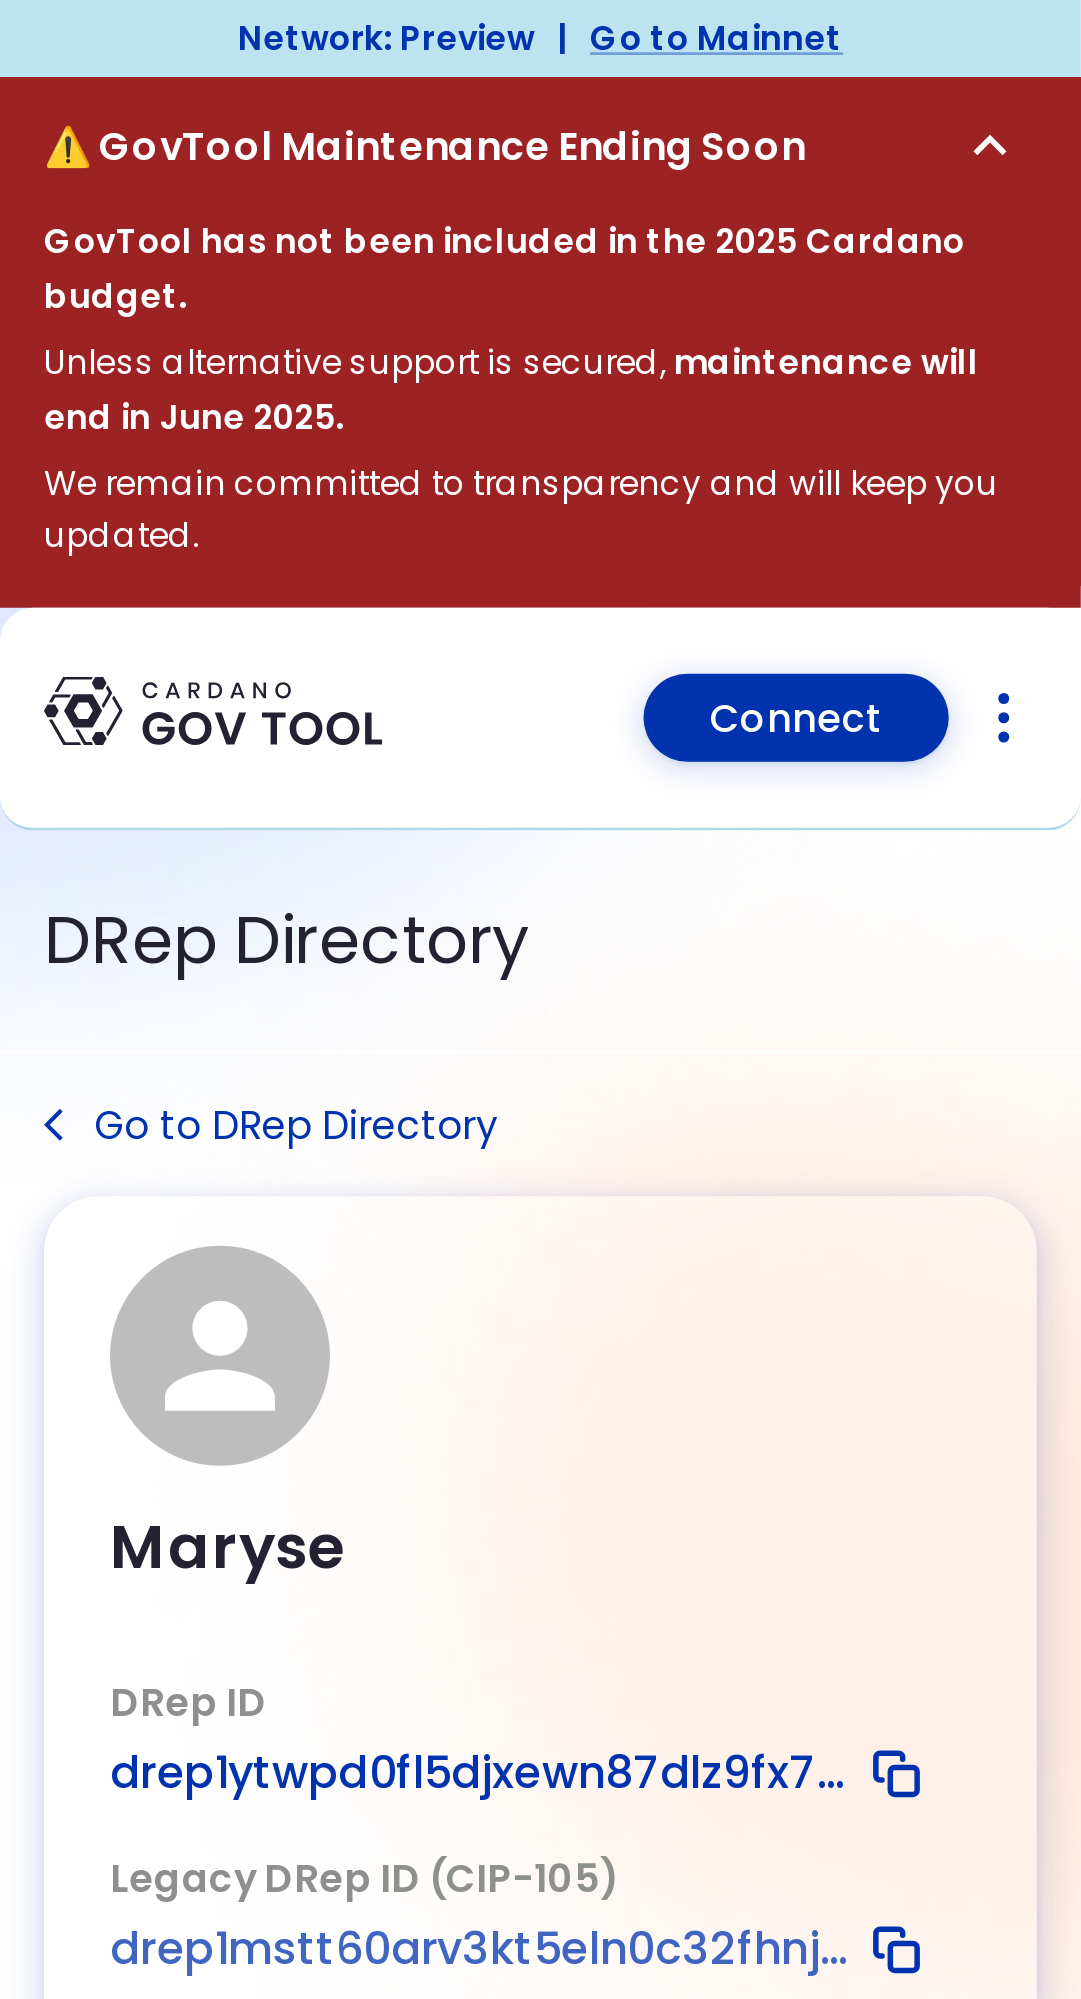 Network: Preview | Go to Mainnet
⚠️ GovTool Maintenance Ending Soon
GovTool has not been included in the 2025 Cardano
budget.
Unless alternative support is secured, maintenance will
end in June 2025.
We remain committed to transparency and will keep you
updated.
CARDANO
GOV TOOL
Connect
DRep Directory
Go to DRep Directory
Maryse
DRep ID
drep1ytwpd0fl5djxewn87dlz9fx7...
Legacy DRep ID (CIP-105)
drep1mstt60arv3kt5eln0c32fhnj...